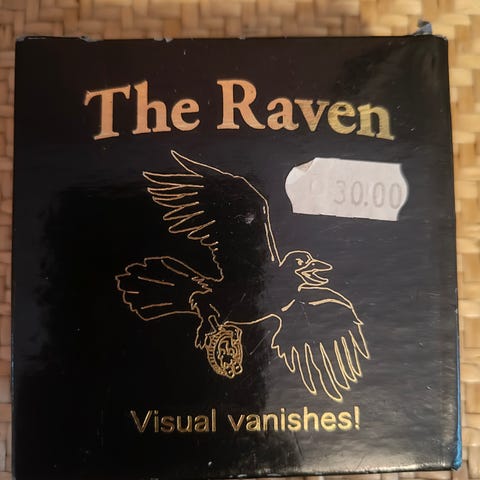 The Raven
30.00
Visual vanishes!